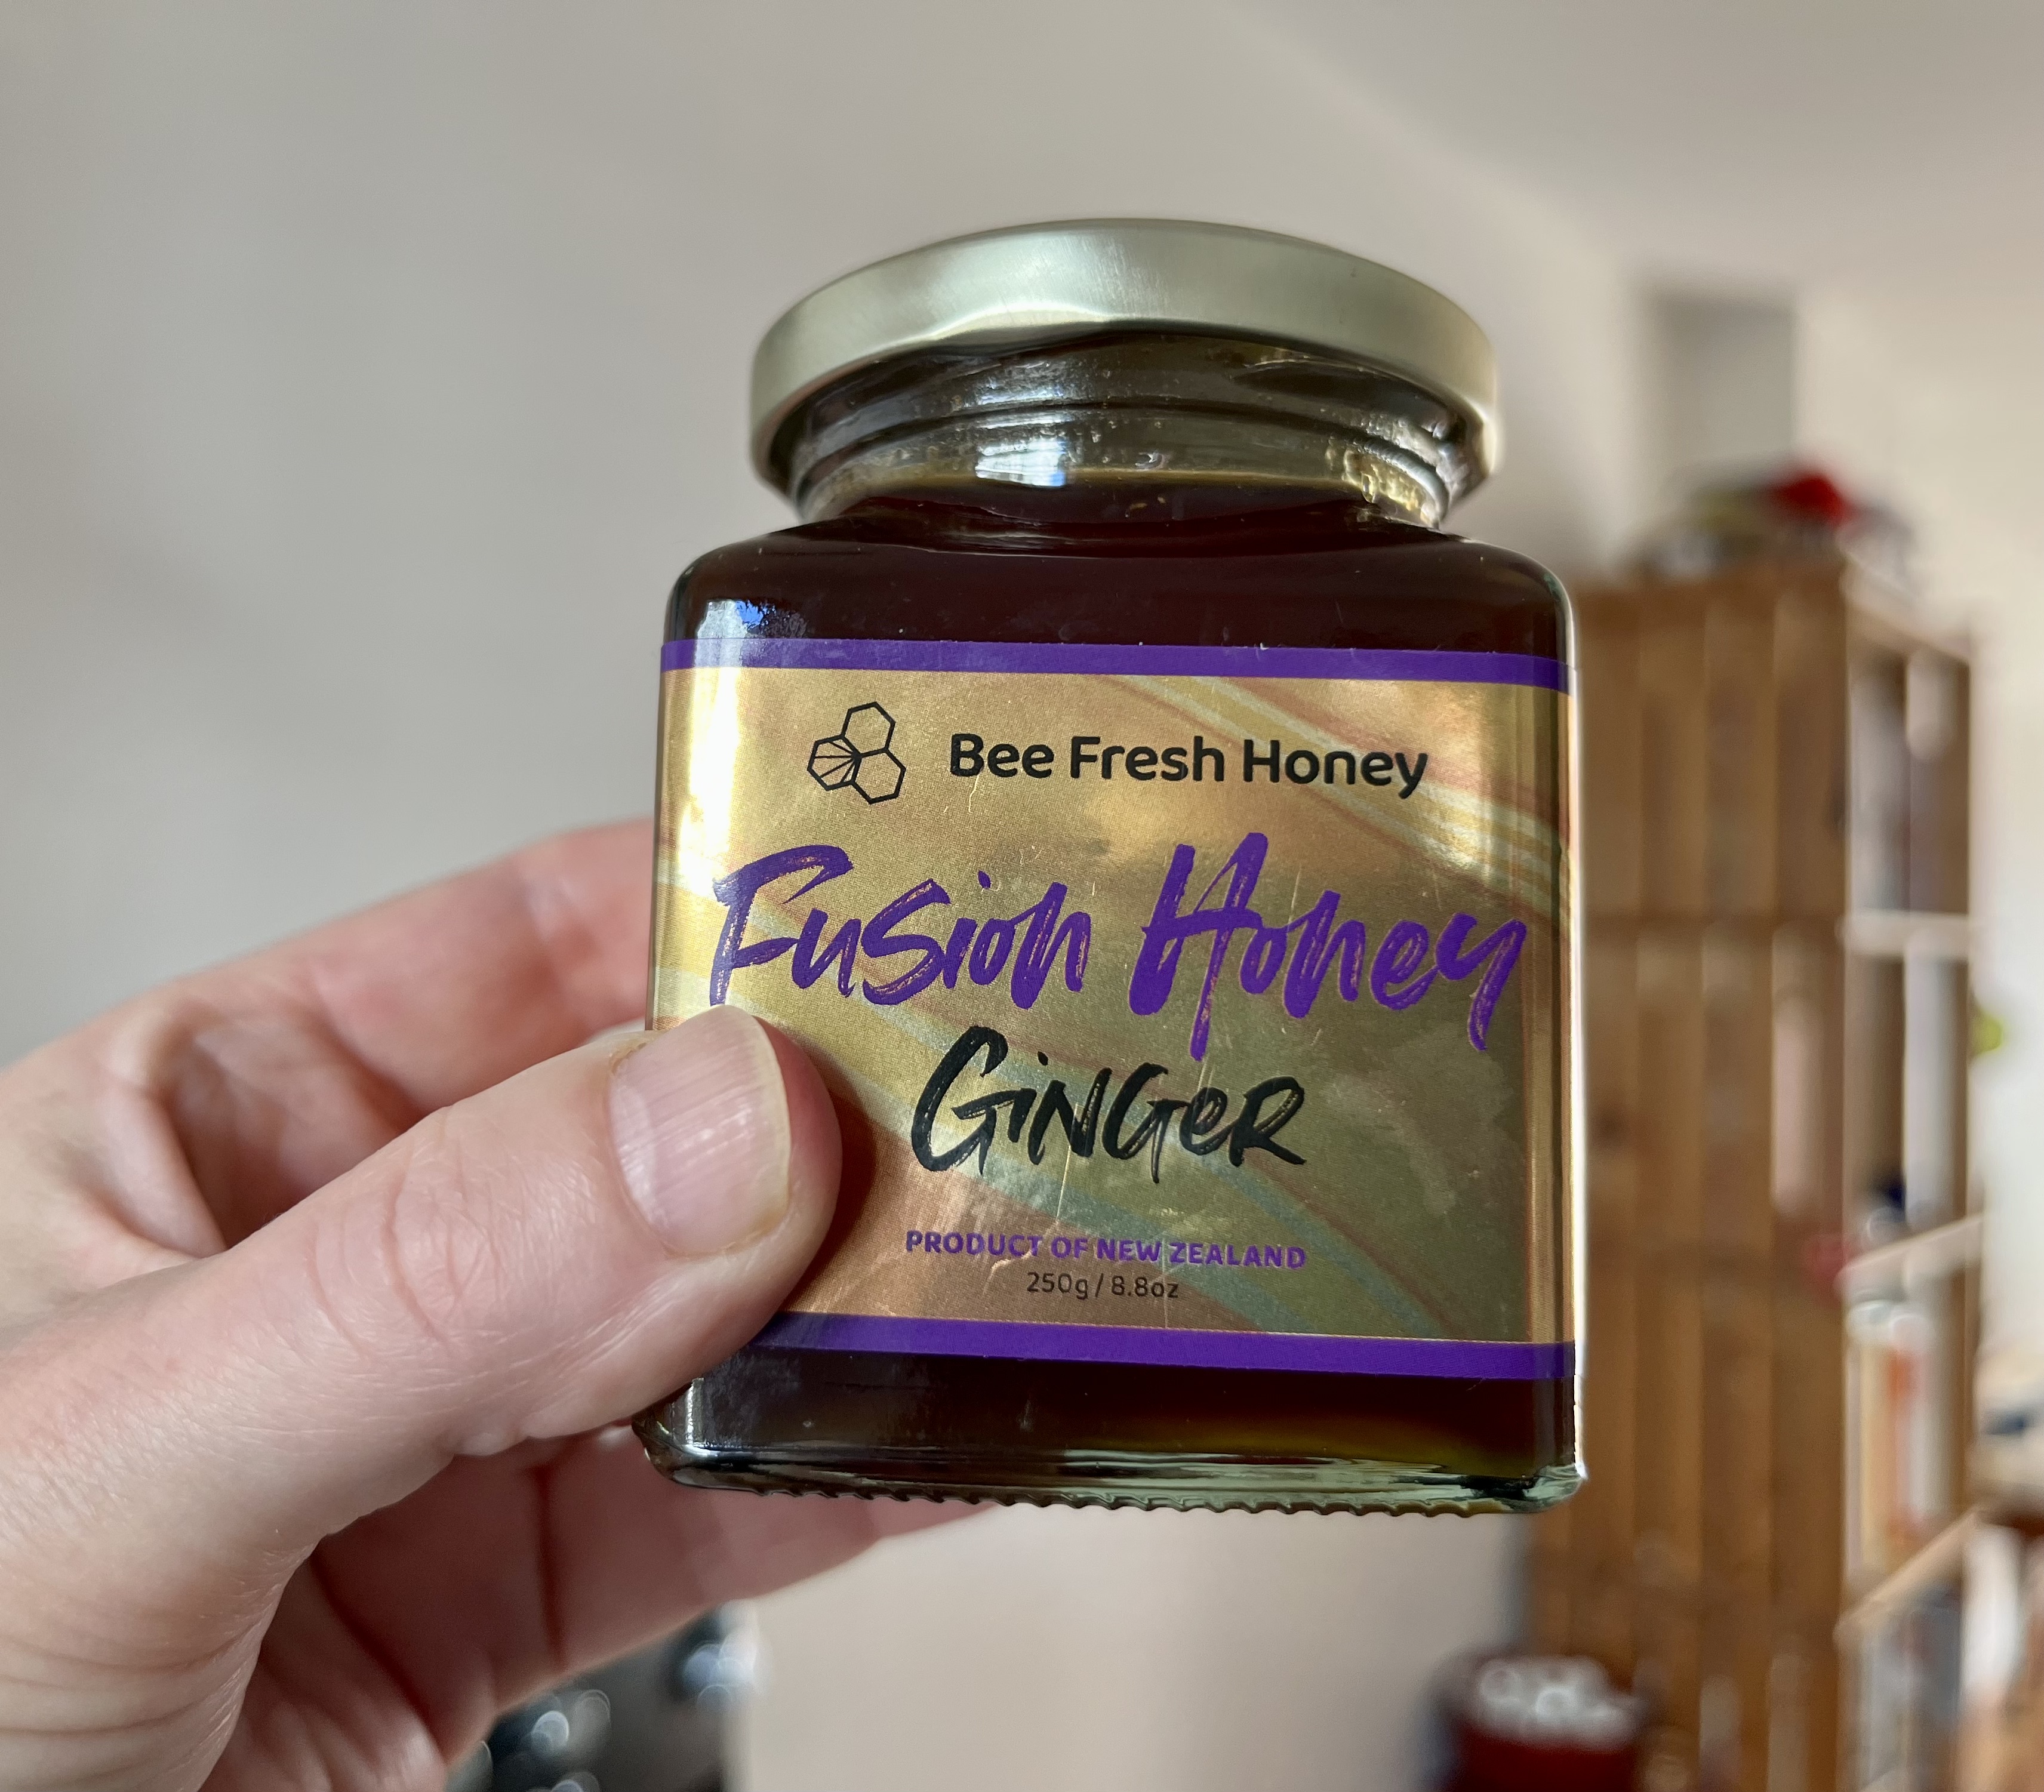 Bee Fresh Honey
Fusion Honey
GiNGeR
PRODUCT OF NEW ZEALAND
250g / 8.8oz